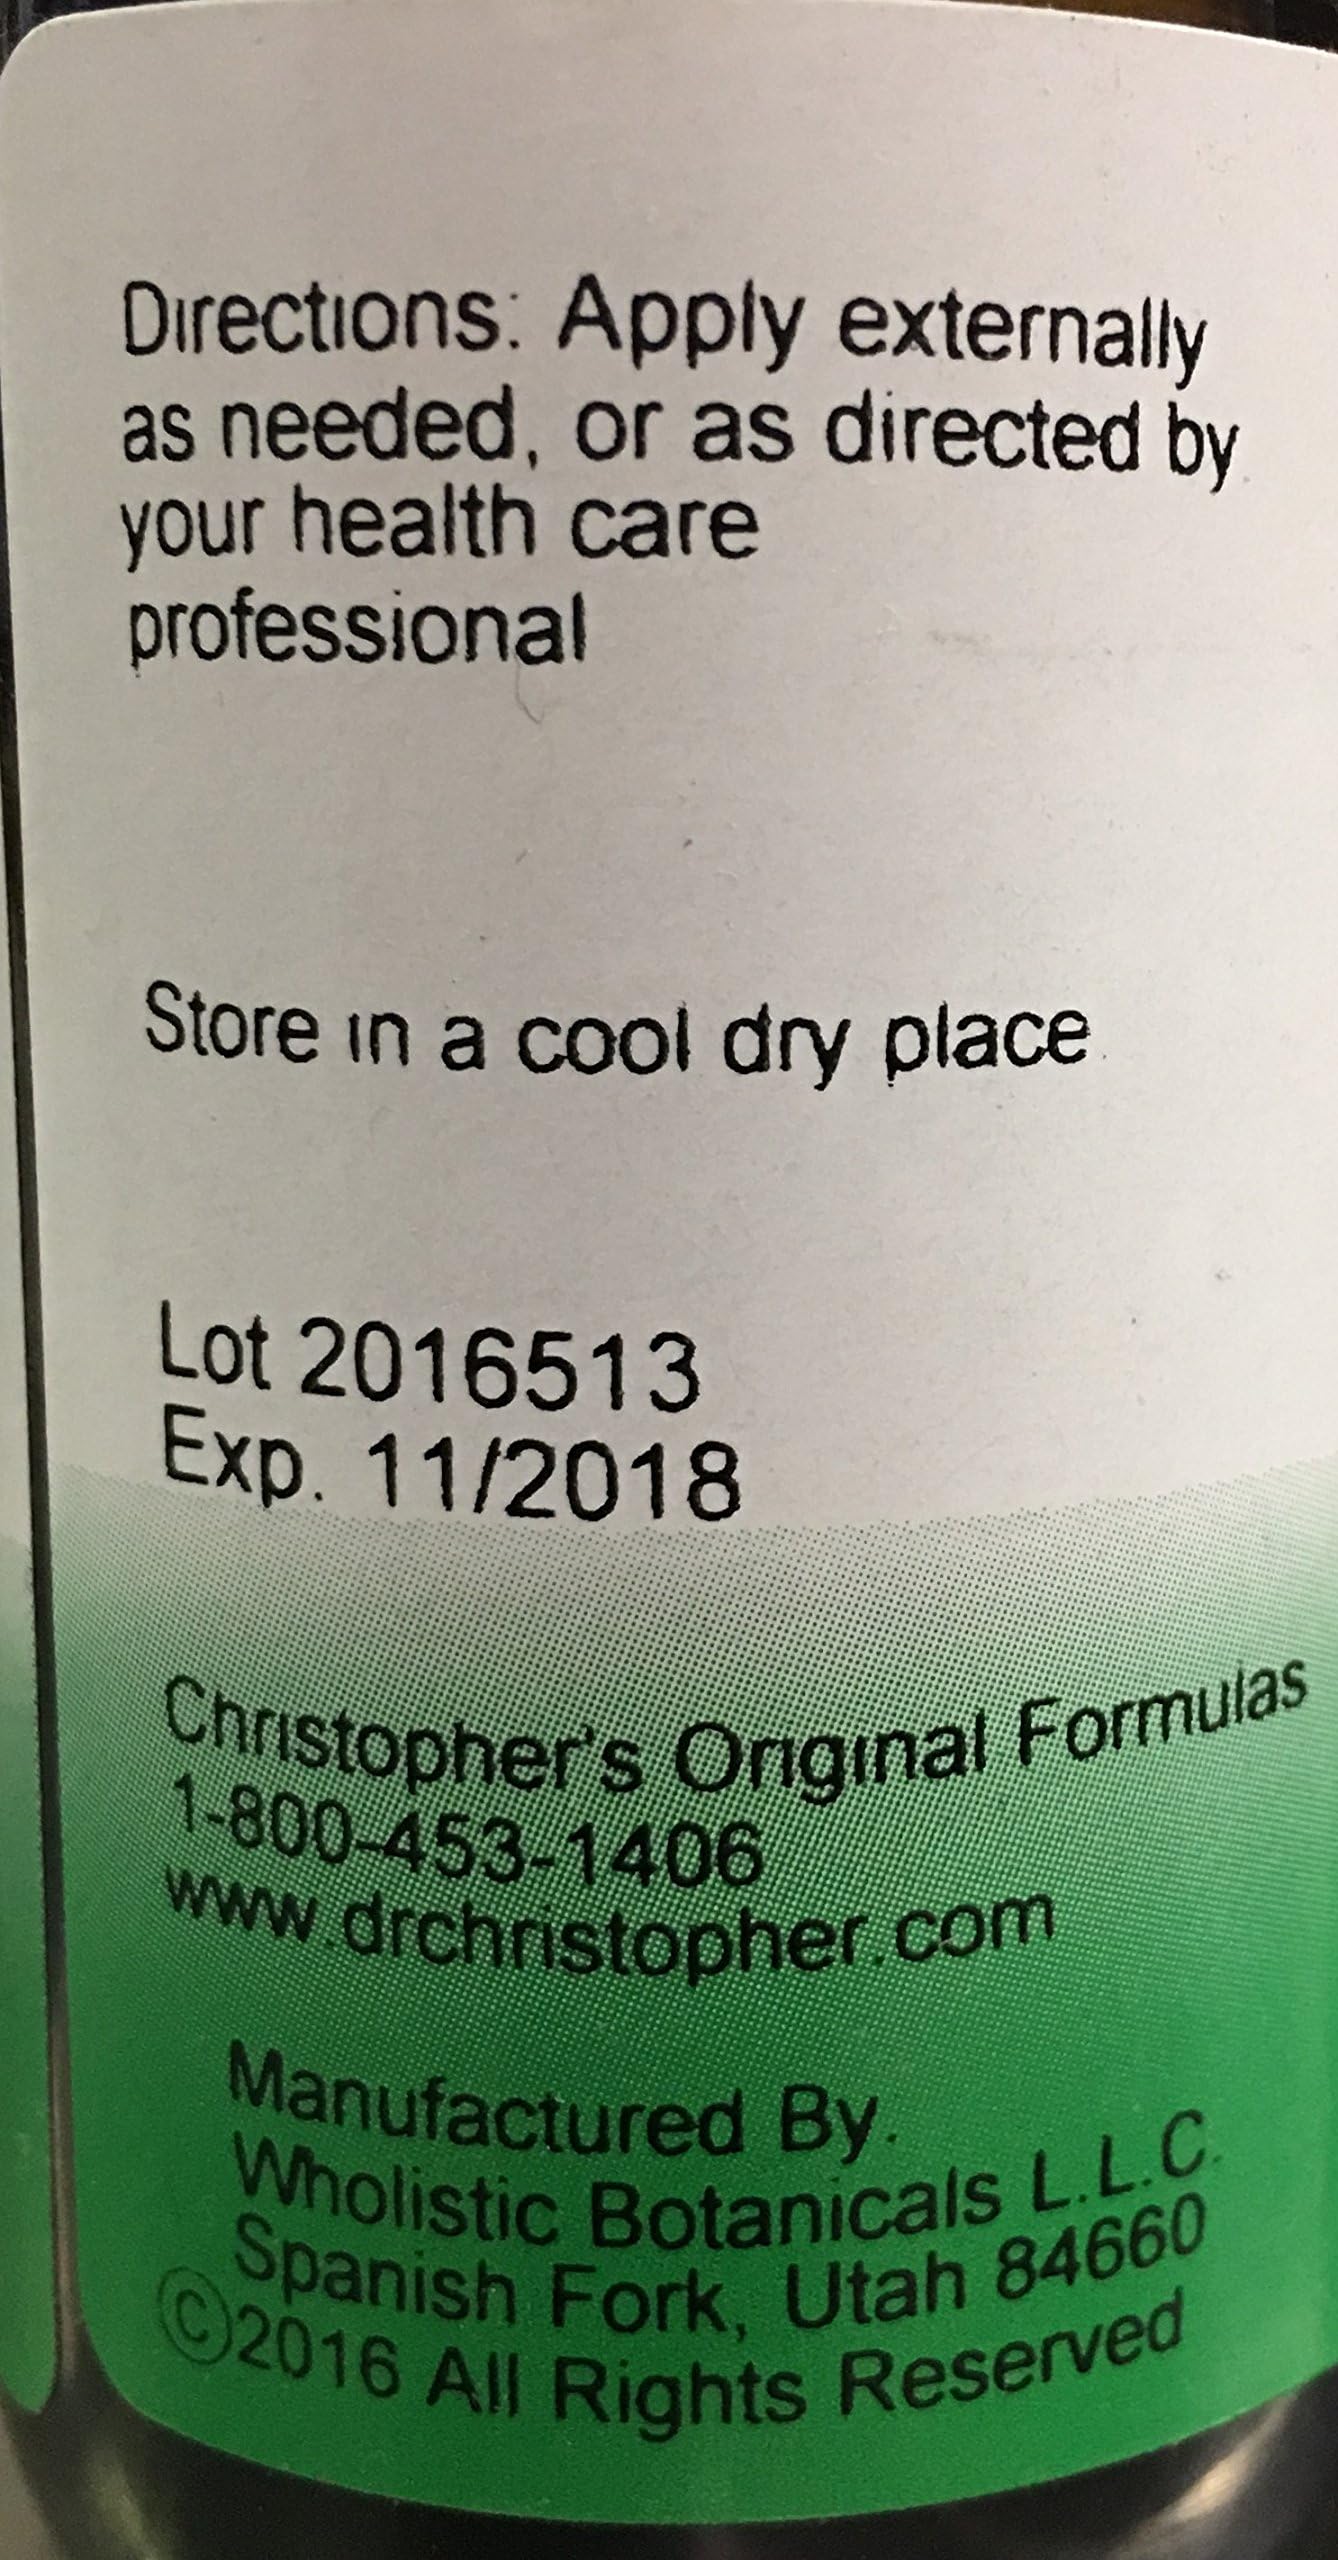 Directions: Apply externally
as needed, or as directed by
your health care
professional
Store in a cool dry place.
Lot 2016513
Exp. 11/2018
Christopher's Original Formulas
1-800-453-1406
www.drchristopher.com
Manufactured By:
Wholistic Botanicals L.L.C.
Spanish Fork, Utah 84660
©2016 All Rights Reserved